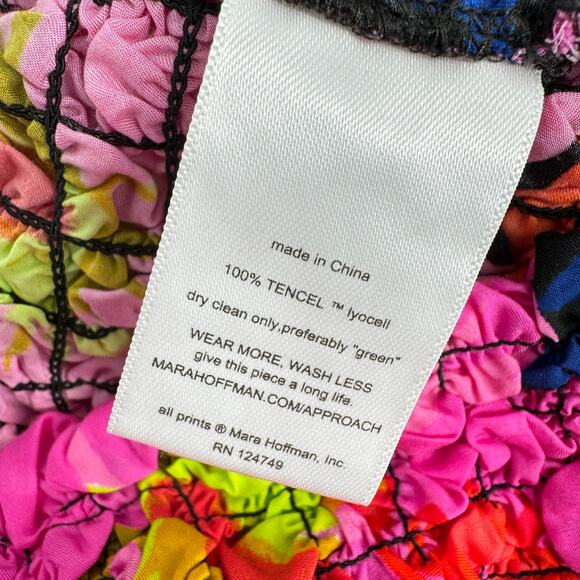 made in China
100% TENCEL ™ lyocell
dry clean only,preferably "green"
WEAR MORE, WASH LESS
give this piece a long life.
MARAHOFFMAN.COM/APPROACH
all prints ® Mara Hoffman, Inc.
RN 124749